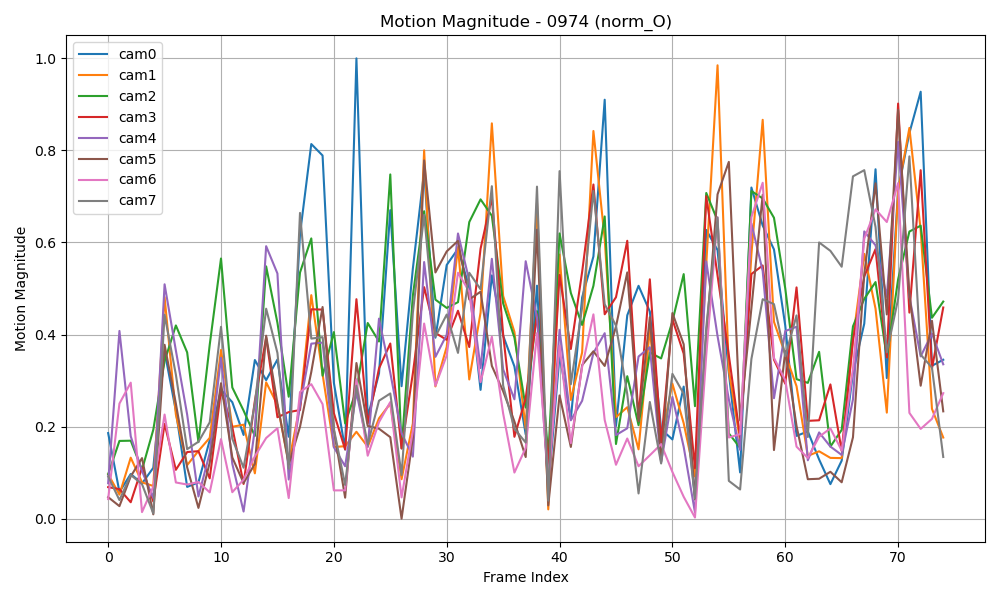 Motion Magnitude - 0974 (norm_O)
cam0
cam1
cam2
cam3
cam4
cam5
cam6
cam7
Motion Magnitude
1.0
0.8
0.6
0.4
0.2
0.0
0 10 20 30 40 50 60 70
Frame Index